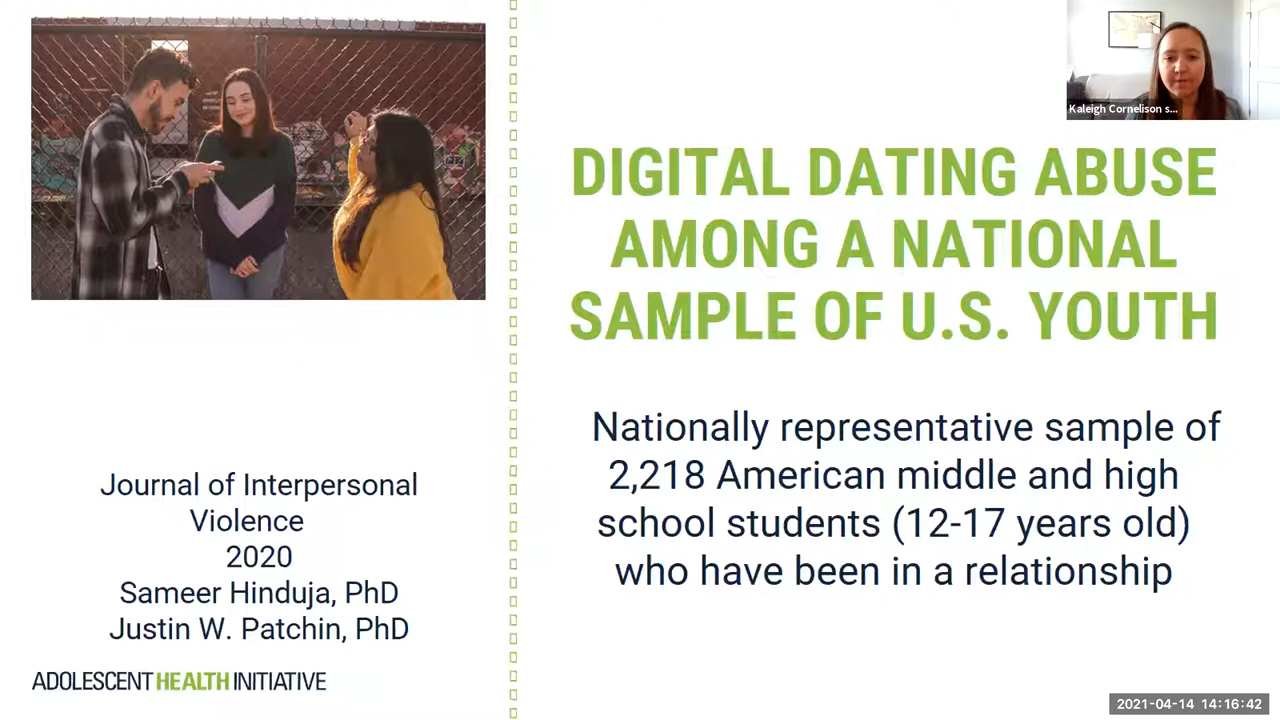 Kaleigh Cornelison s...
DIGITAL DATING ABUSE
AMONG A NATIONAL
SAMPLE OF U.S. YOUTH
Nationally representative sample of
2,218 American middle and high
school students (12-17 years old)
who have been in a relationship
Journal of Interpersonal
Violence
2020
Sameer Hinduja, PhD
Justin W. Patchin, PhD
ADOLESCENT HEALTH INITIATIVE
2021-04-14 14:16:42